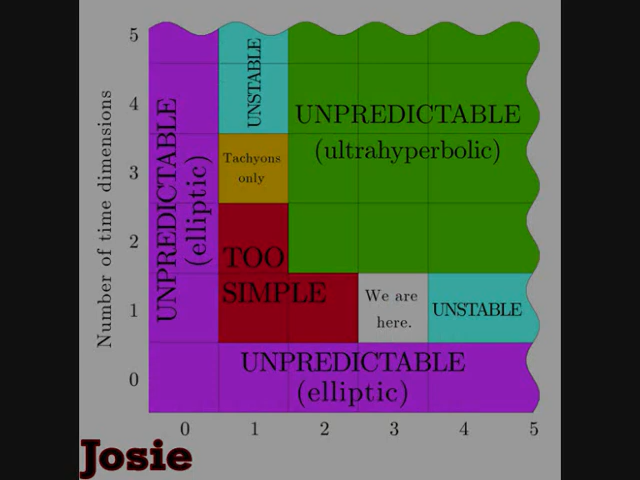 5
4
3
2
1
0
Number of time dimensions
UNPREDICTABLE
(elliptic)
UNSTABLE
UNPREDICTABLE
(ultrahyperbolic)
Tachyons
only
TOO
SIMPLE
We are
here.
UNSTABLE
UNPREDICTABLE
(elliptic)
0 1 2 3 4 5
Josie